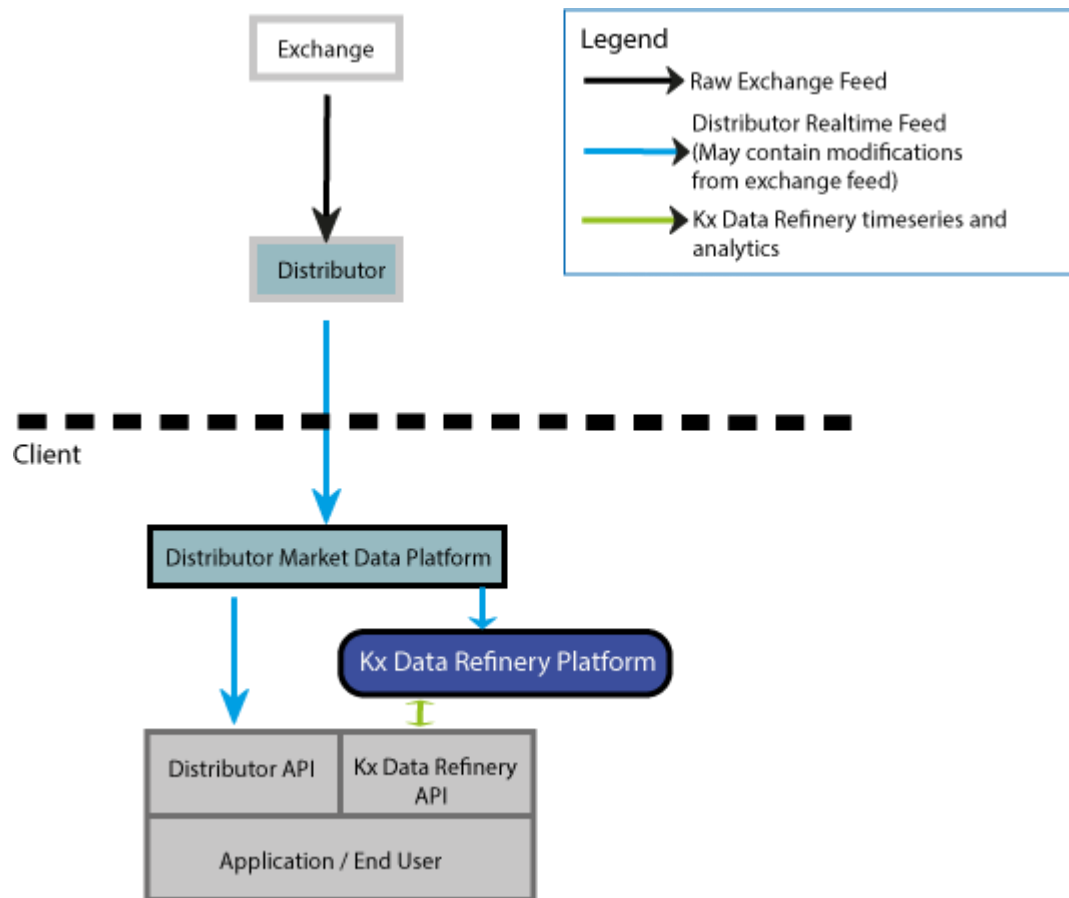 Exchange
Legend
Raw Exchange Feed
Distributor Realtime Feed
(May contain modifications
from exchange feed)
Kx Data Refinery timeseries and
analytics
Distributor
Client
Distributor Market Data Platform
Kx Data Refinery Platform
Distributor API
Kx Data Refinery
API
Application / End User